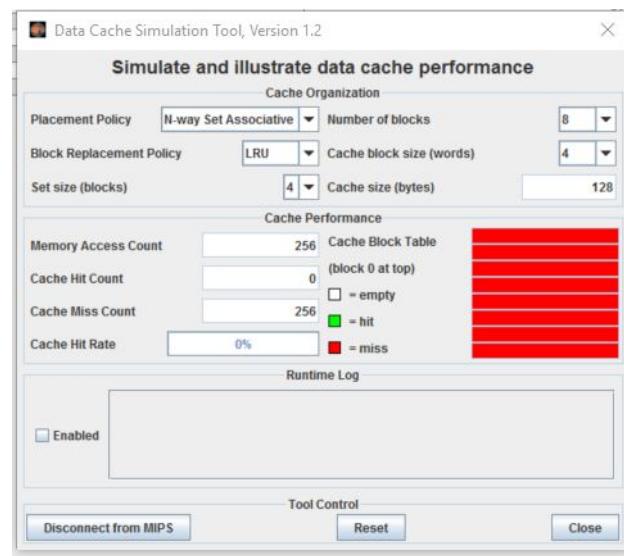 Data Cache Simulation Tool, Version 1.2
Simulate and illustrate data cache performance
Cache Organization
Placement Policy N-way Set Associative Number of blocks 8
Block Replacement Policy LRU Cache block size (words) 4
Set size (blocks) 4 Cache size (bytes) 128
Cache Performance
Memory Access Count 256 Cache Block Table
(block 0 at top)
Cache Hit Count 0
= empty
Cache Miss Count 256
= hit
Cache Hit Rate 0% = miss
Runtime Log
Enabled
Tool Control
Disconnect from MIPS Reset Close